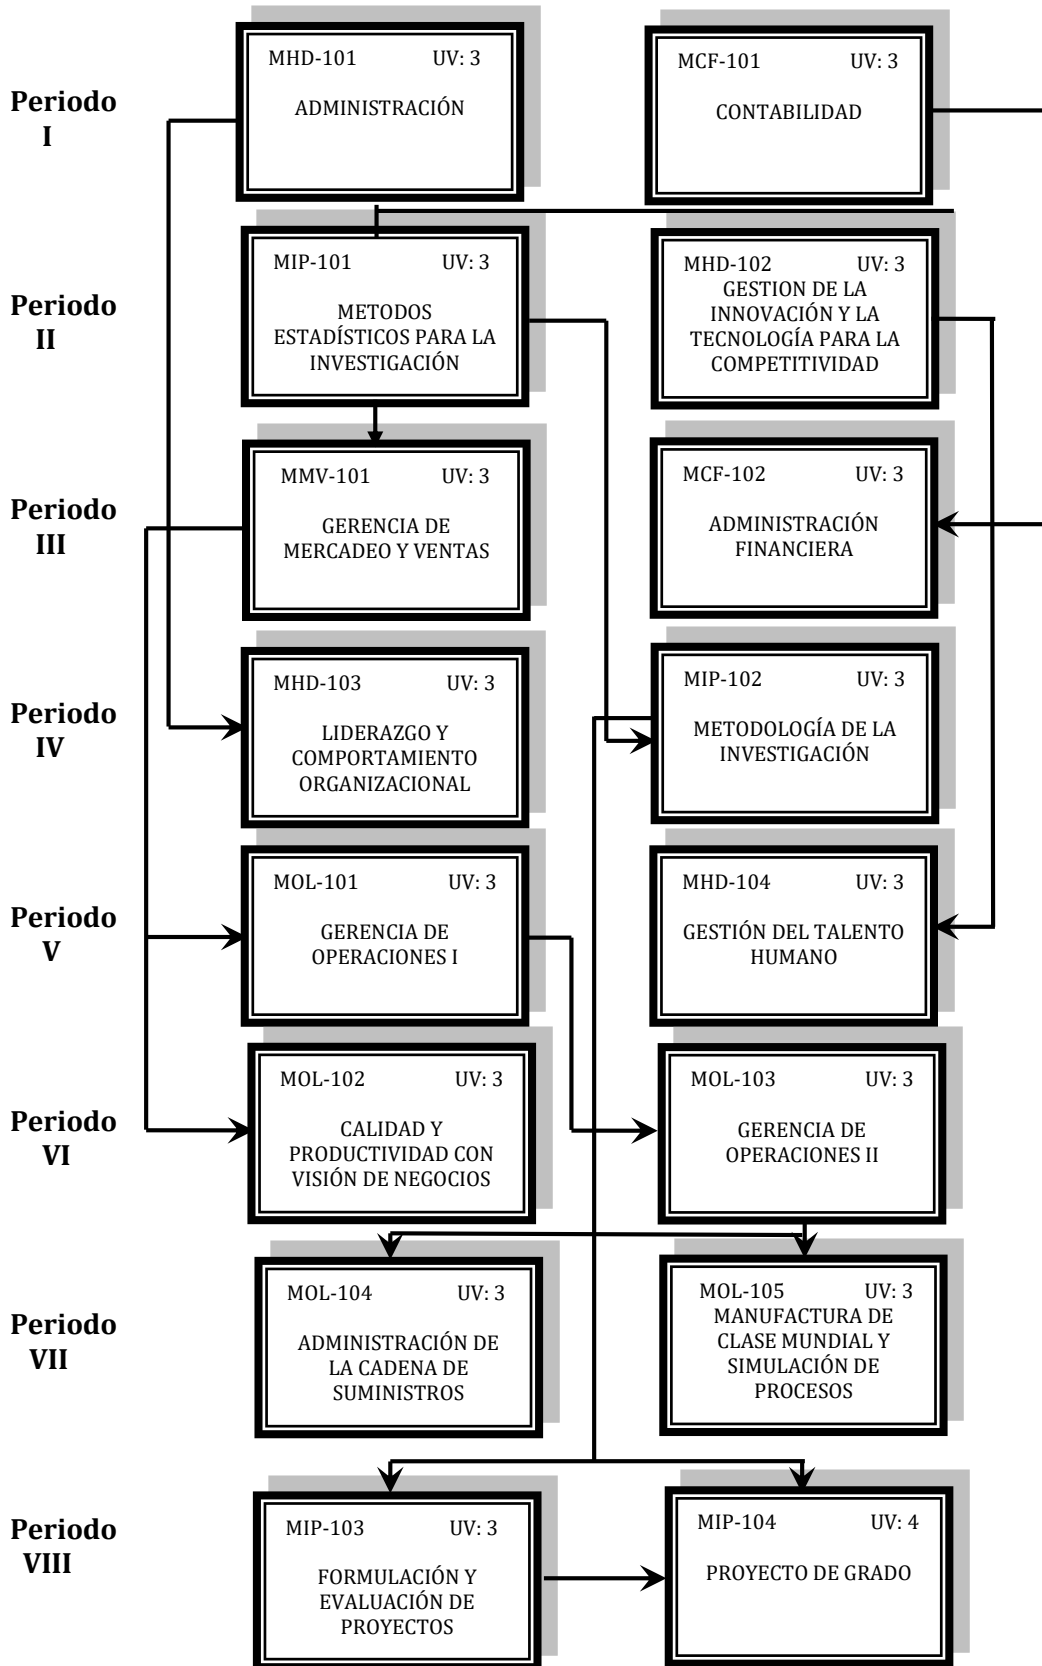 Periodo
I
MHD-101 UV: 3
ADMINISTRACIÓN
MCF-101 UV: 3
CONTABILIDAD
Periodo
II
MIP-101 UV: 3
METODOS
ESTADÍSTICOS PARA LA
INVESTIGACIÓN
MHD-102 UV: 3
GESTION DE LA
INNOVACIÓN Y LA
TECNOLOGÍA PARA LA
COMPETITIVIDAD
Periodo
III
MMV-101 UV: 3
GERENCIA DE
MERCADEO Y VENTAS
MCF-102 UV: 3
ADMINISTRACIÓN
FINANCIERA
Periodo
IV
MHD-103 UV: 3
LIDERAZGO Y
COMPORTAMIENTO
ORGANIZACIONAL
MIP-102 UV: 3
METODOLOGÍA DE LA
INVESTIGACIÓN
Periodo
V
MOL-101 UV: 3
GERENCIA DE
OPERACIONES I
MHD-104 UV: 3
GESTIÓN DEL TALENTO
HUMANO
Periodo
VI
MOL-102 UV: 3
CALIDAD Y
PRODUCTIVIDAD CON
VISIÓN DE NEGOCIOS
MOL-103 UV: 3
GERENCIA DE
OPERACIONES II
Periodo
VII
MOL-104 UV: 3
ADMINISTRACIÓN DE
LA CADENA DE
SUMINISTROS
MOL-105 UV: 3
MANUFACTURA DE
CLASE MUNDIAL Y
SIMULACIÓN DE
PROCESOS
Periodo
VIII
MIP-103 UV: 3
FORMULACIÓN Y
EVALUACIÓN DE
PROYECTOS
MIP-104 UV: 4
PROYECTO DE GRADO